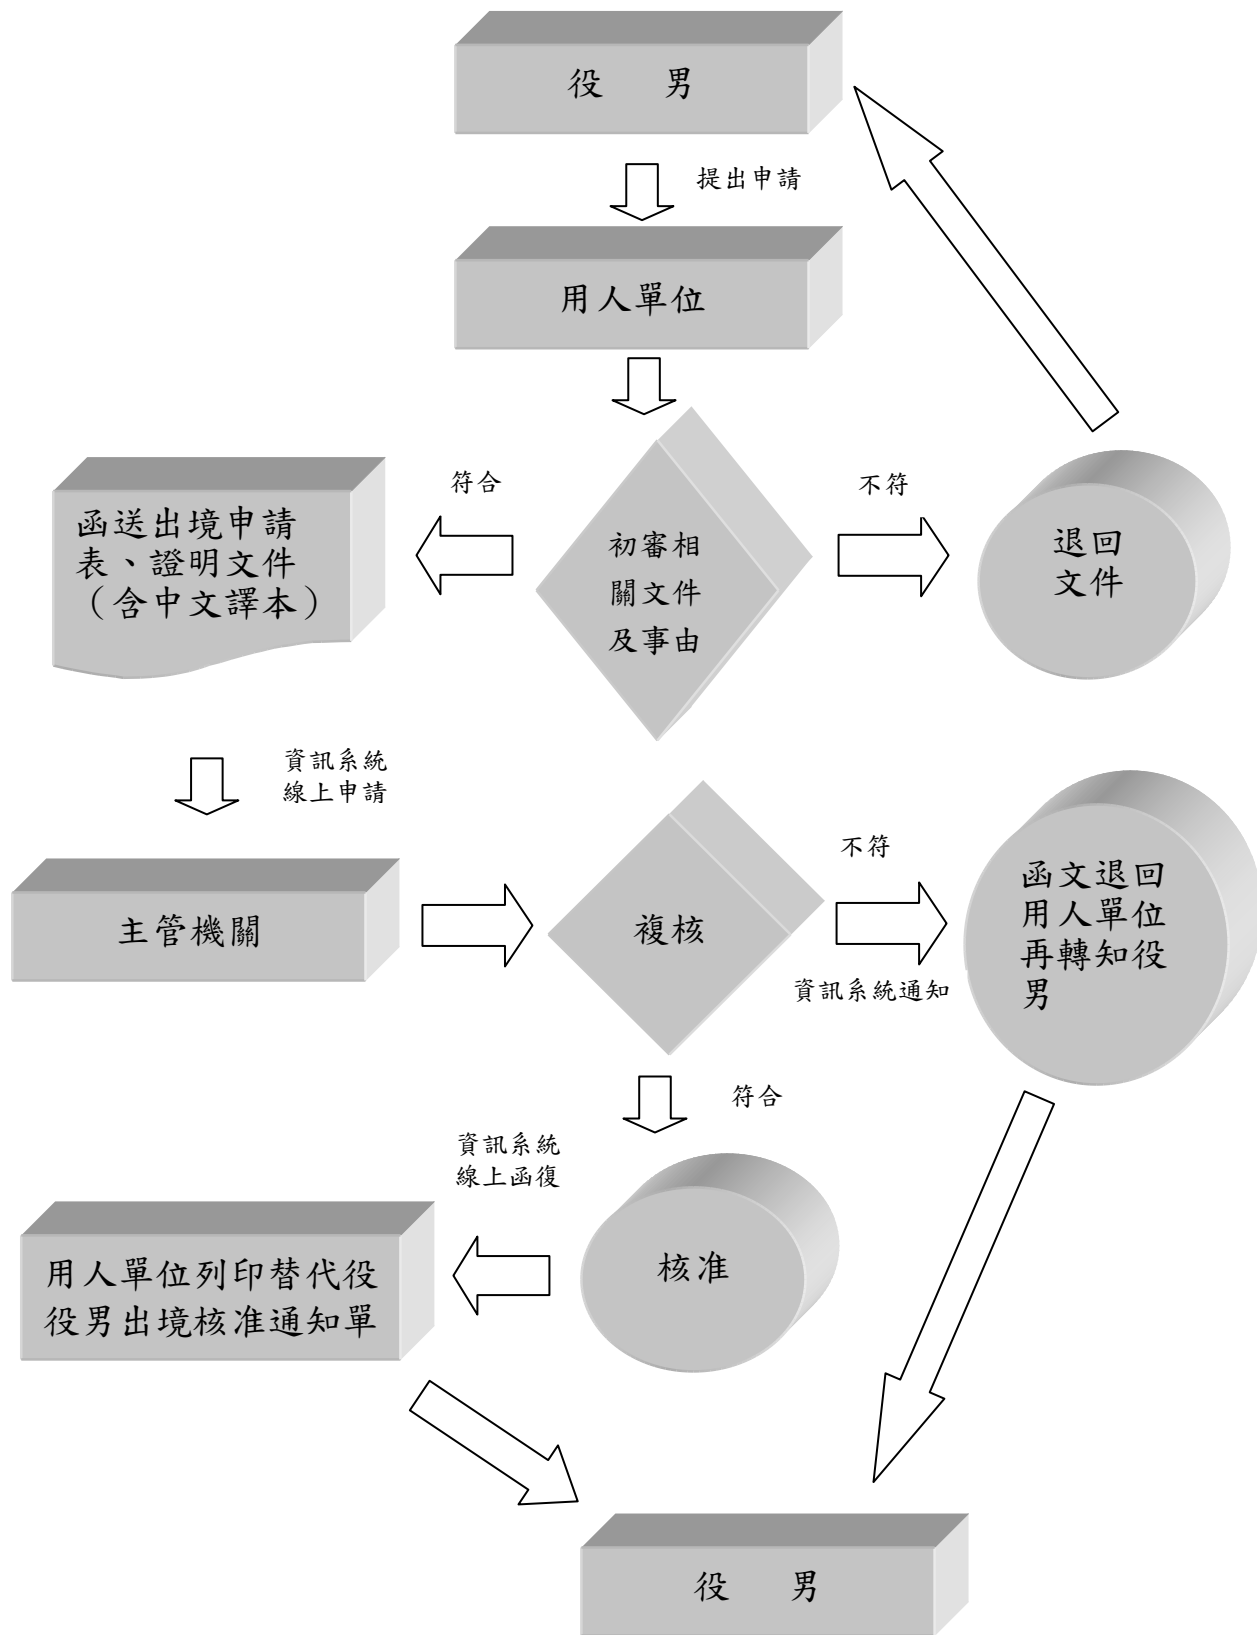 役 男
提出申請
用人單位
符合
不符
函送出境申請
表、證明文件
（含中文譯本）
初審相
關文件
及事由
退回
文件
資訊系統
線上申請
不符
主管機關
複核
函文退回
用人單位
再轉知役
男
資訊系統通知
符合
資訊系統
線上函復
核准
用人單位列印替代役
役男出境核准通知單
役 男